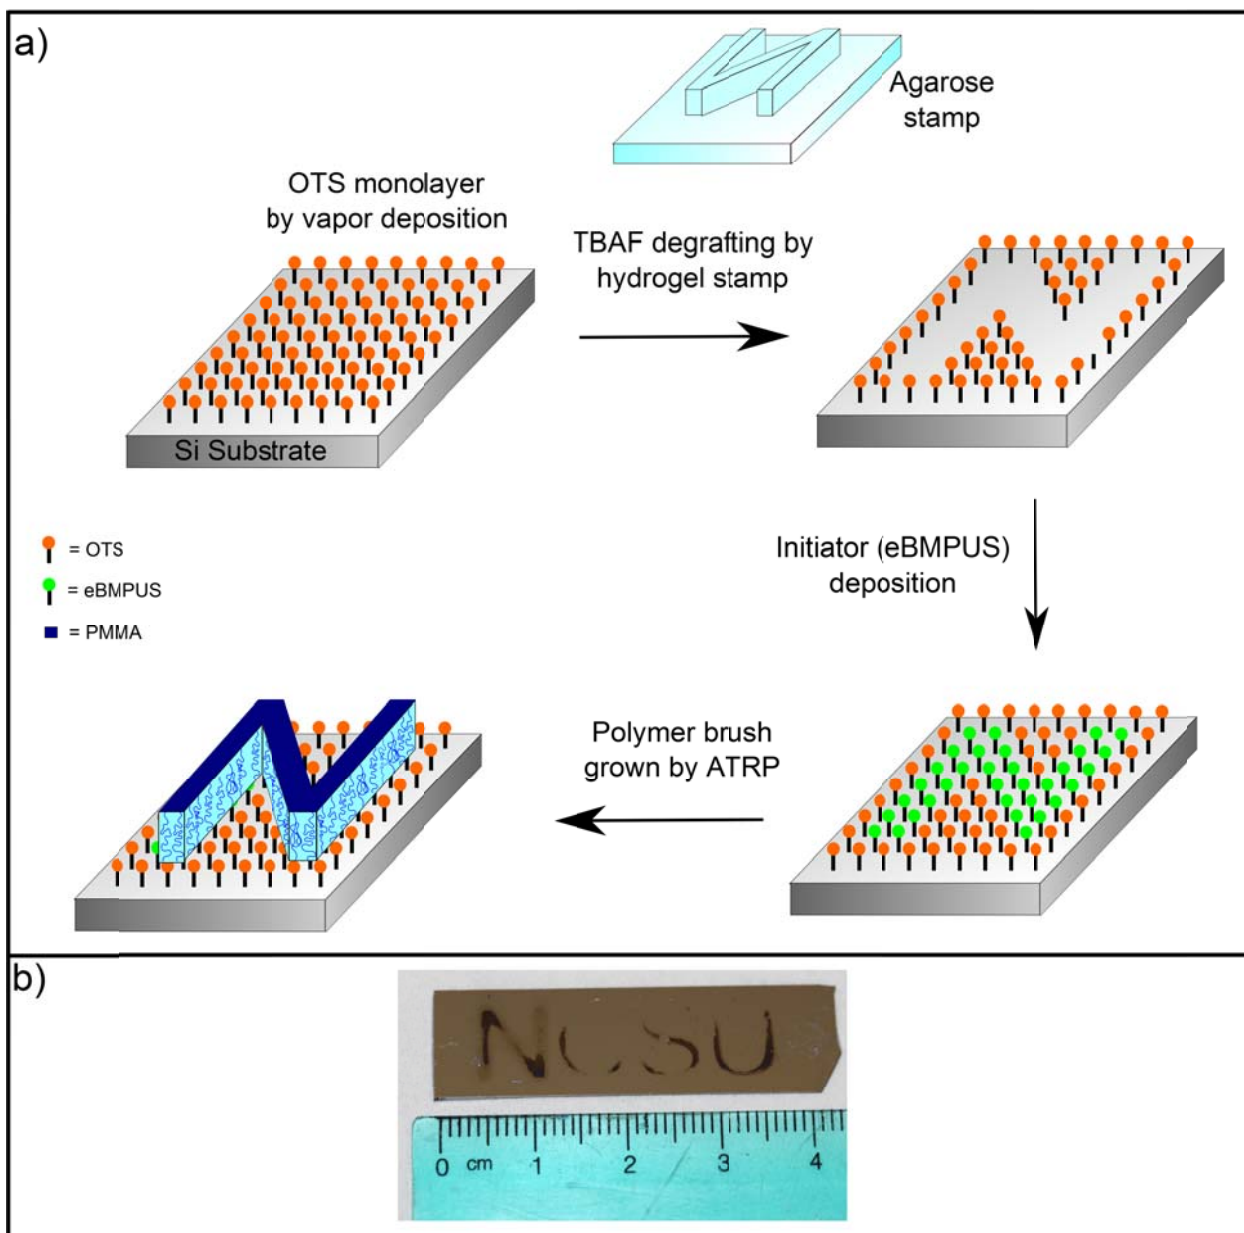 a)
Agarose
stamp
OTS monolayer
by vapor deposition
TBAF degrafting by
hydrogel stamp
Si Substrate
= OTS
= eBMPUS
= PMMA
Initiator (eBMPUS)
deposition
Polymer brush
grown by ATRP
b)
NCSU
0 cm 1 2 3 4